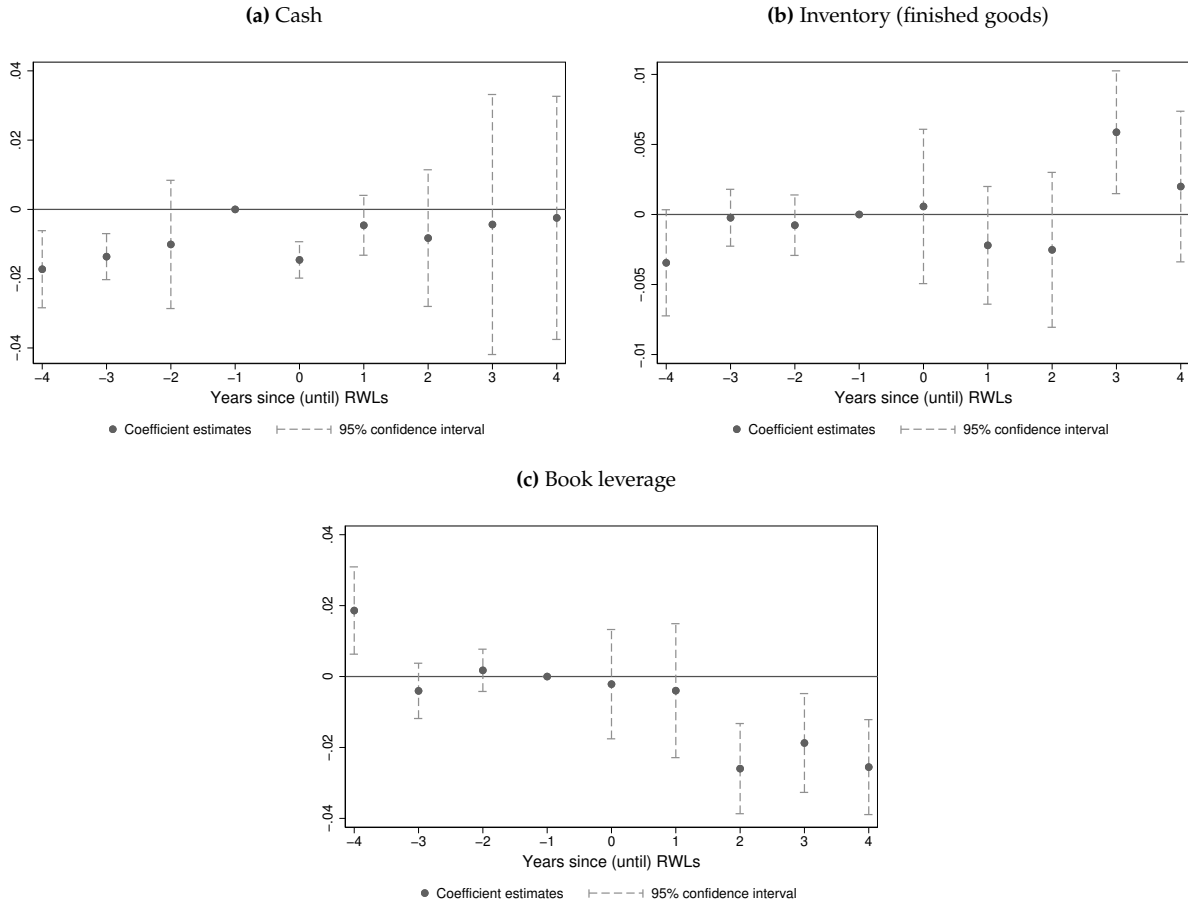 (a) Cash
.04
.02
0
-.02
-.04
−4 −3 −2 −1 0 1 2 3 4
Years since (until) RWLs
Coefficient estimates 95% confidence interval
(b) Inventory (finished goods)
.01
.005
0
-.005
-.01
−4 −3 −2 −1 0 1 2 3 4
Years since (until) RWLs
Coefficient estimates 95% confidence interval
(c) Book leverage
.04
.02
0
-.02
-.04
−4 −3 −2 −1 0 1 2 3 4
Years since (until) RWLs
Coefficient estimates 95% confidence interval